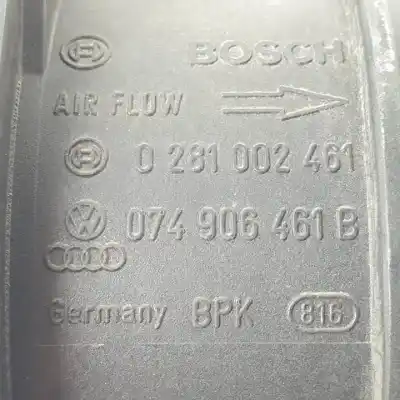 BOSCH
AIR FLOW
0 281 002 461
074 906 461 B
Germany BPK 816